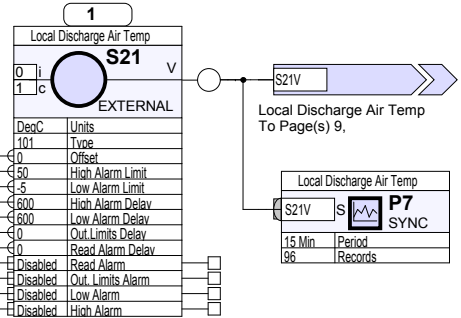 1
Local Discharge Air Temp
S21
0 i
1 c
V
EXTERNAL
DegC Units
101 Type
0 Offset
50 High Alarm Limit
-5 Low Alarm Limit
600 High Alarm Delay
600 Low Alarm Delay
0 Out.Limits Delay
0 Read Alarm Delay
Disabled Read Alarm
Disabled Out. Limits Alarm
Disabled Low Alarm
Disabled High Alarm
S21V
Local Discharge Air Temp
To Page(s) 9,
Local Discharge Air Temp
S21V S P7
SYNC
15 Min Period
96 Records